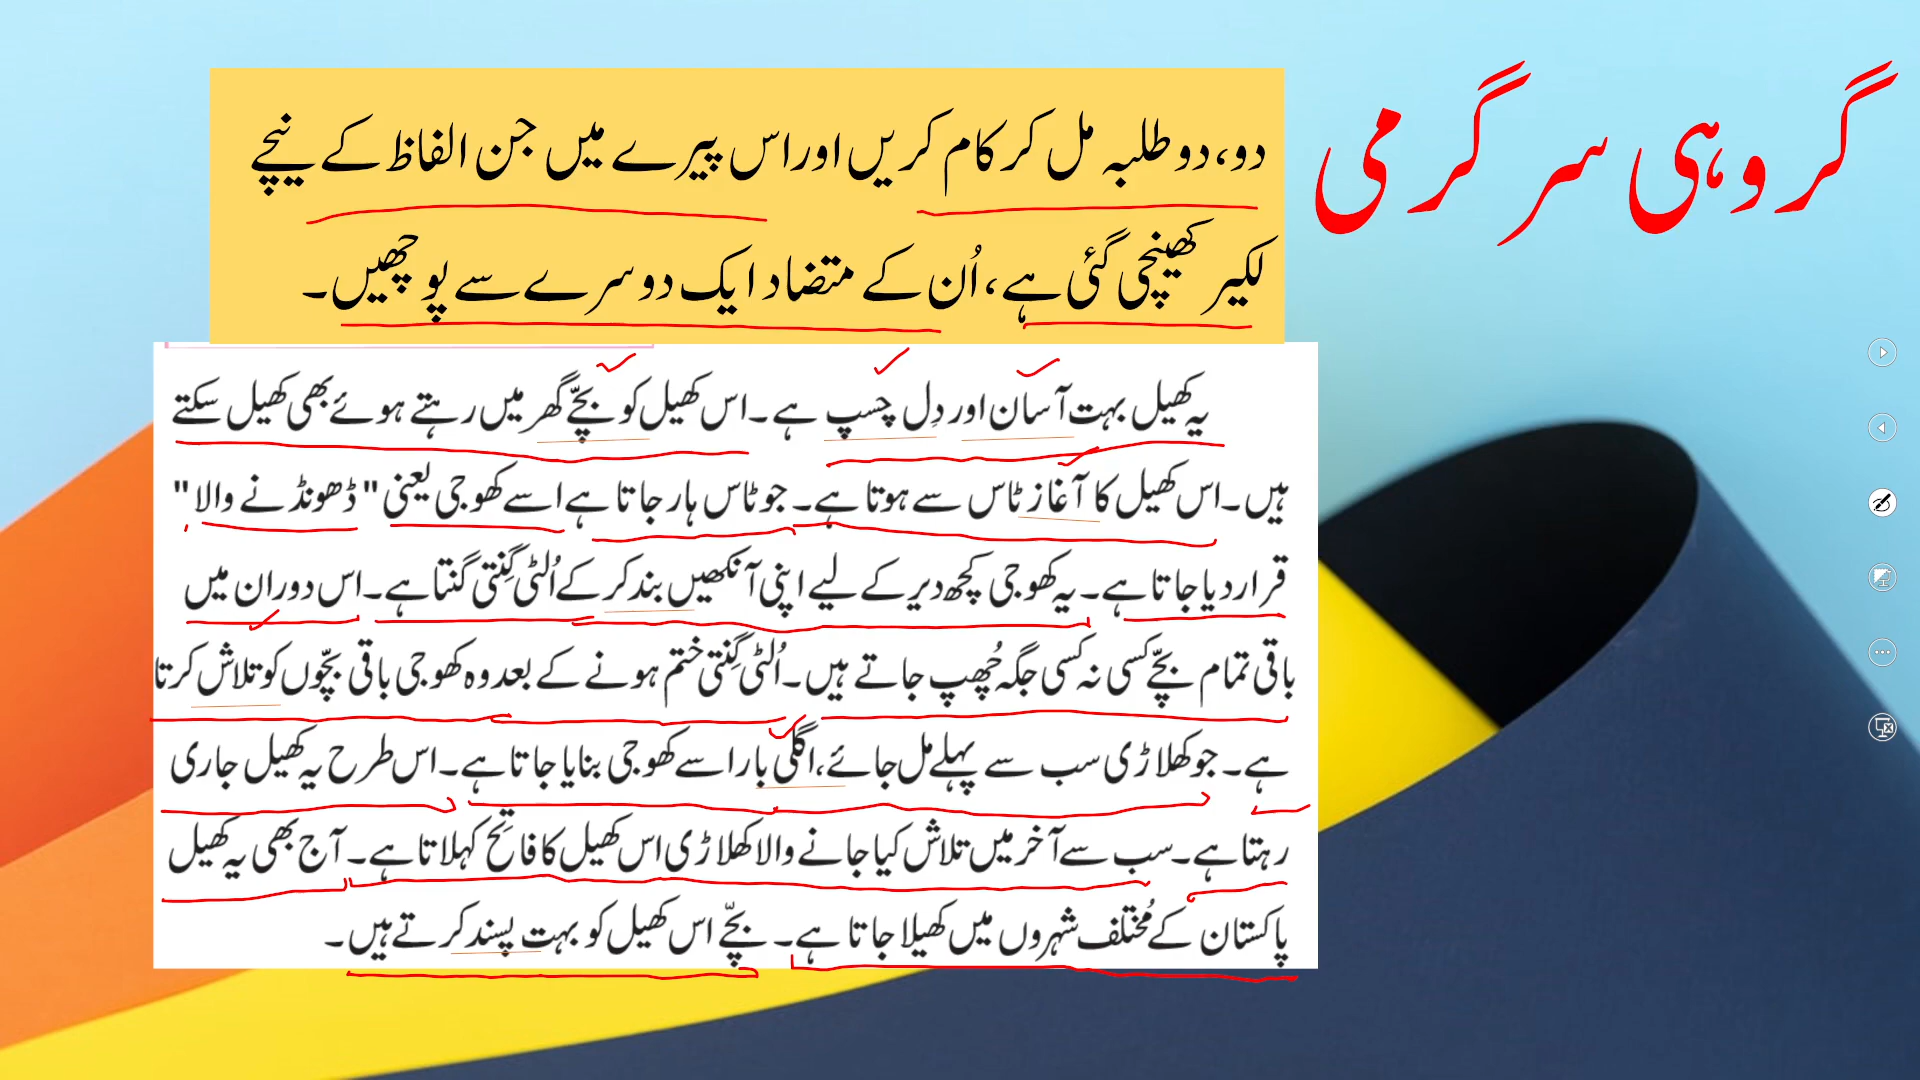 گروہی سرگرمی
دو، دو طلبہ مل کر کام کریں اور اس پیرے میں جن الفاظ کے نیچے
لکیر کھینچی گئی ہے، اُن کے متضاد ایک دوسرے سے پوچھیں۔
یہ کھیل بہت آسان اور دِل چسپ ہے۔ اس کھیل کو بچّے گھر میں رہتے ہوئے بھی کھیل سکتے
ہیں۔ اس کھیل کا آغاز ٹاس سے ہوتا ہے۔ جو ٹاس ہار جاتا ہے اسے کھوجی یعنی "ڈھونڈنے والا"
قرار دیا جاتا ہے۔ یہ کھوجی کچھ دیر کے لیے اپنی آنکھیں بند کر کے اُلٹی گِنتی گنتا ہے۔ اس دوران میں
باقی تمام بچّے کسی نہ کسی جگہ چُھپ جاتے ہیں۔ اُلٹی گِنتی ختم ہونے کے بعد وہ کھوجی باقی بچّوں کو تلاش کرتا
ہے۔ جو کھلاڑی سب سے پہلے مل جائے، اگلی بار اسے کھوجی بنایا جاتا ہے۔ اس طرح یہ کھیل جاری
رہتا ہے۔ سب سے آخر میں تلاش کیا جانے والا کھلاڑی اس کھیل کا فاتِح کہلاتا ہے۔ آج بھی یہ کھیل
پاکستان کے مُختلف شہروں میں کھیلا جاتا ہے۔ بچّے اس کھیل کو بہت پسند کرتے ہیں۔